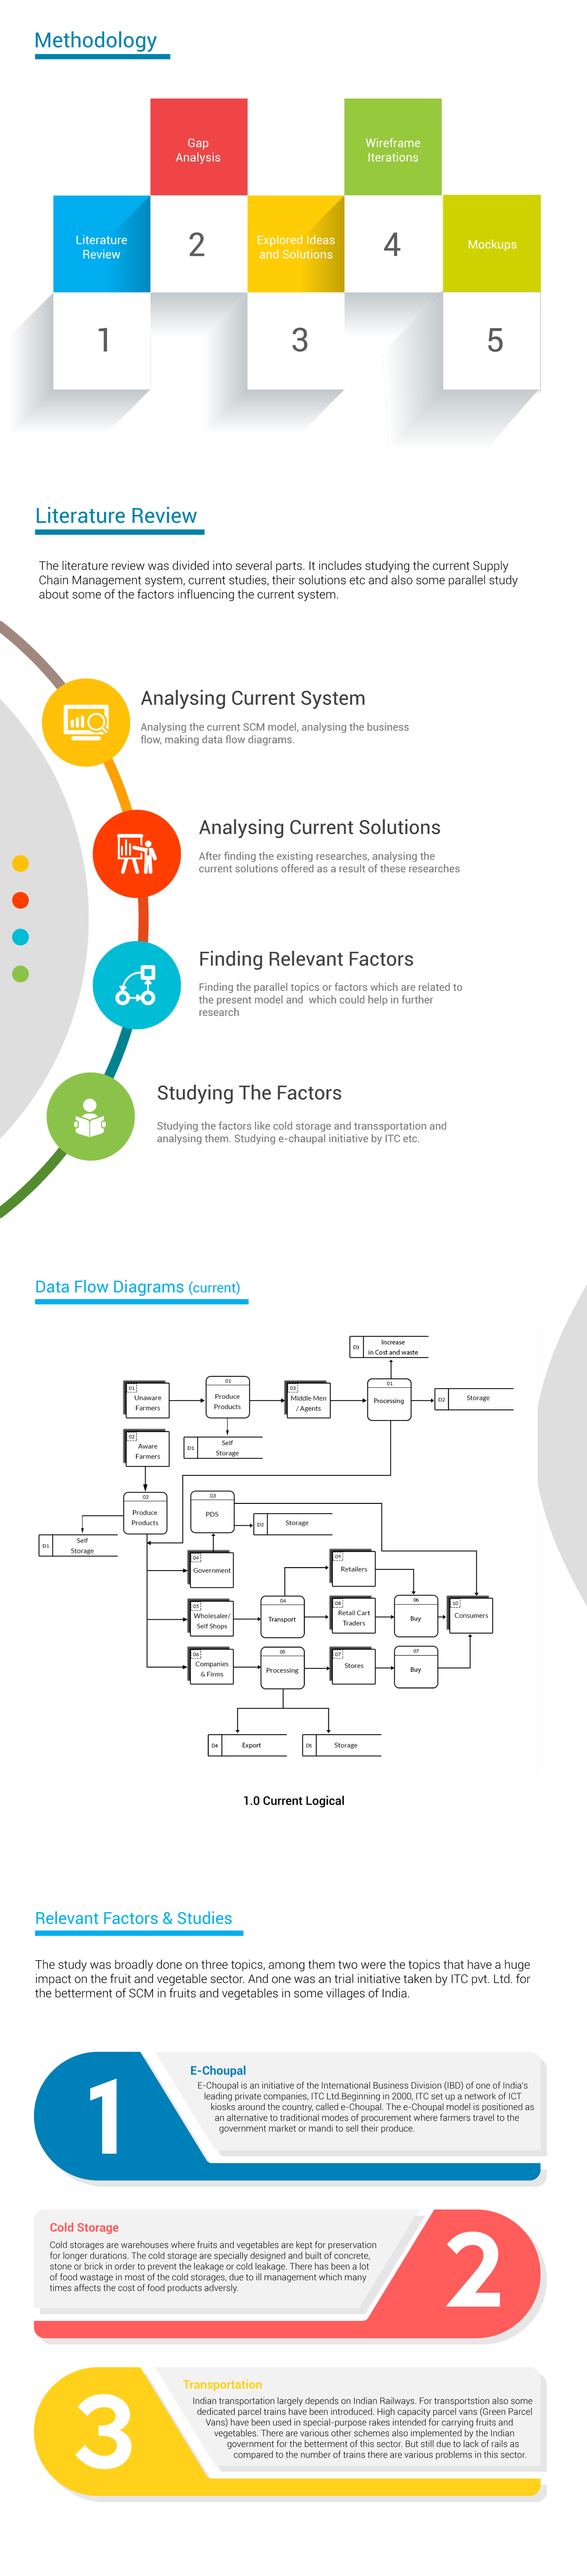 Methodology
Gap
Analysis
Wireframe
Iterations
Literature
Review
2
Explored Ideas
and Solutions
4
Mockups
1
3
5
Literature Review
The literature review was divided into several parts. It includes studying the current Supply
Chain Management system, current studies, their solutions etc and also some parallel study
about some of the factors influencing the current system.
Analysing Current System
Analysing the current SCM model, analysing the business
flow, making data flow diagrams.
Analysing Current Solutions
After finding the existing researches, analysing the
current solutions offered as a result of these researches
Finding Relevant Factors
Finding the parallel topics or factors which are related to
the present model and which could help in further
research
Studying The Factors
Studying the factors like cold storage and transsportation and
analysing them. Studying e-chaupal initiative by ITC etc.
Data Flow Diagrams (current)
D3
Increase
in Cost and waste
01
Unaware
Farmers
01
Produce
Products
03
Middle Men
/ Agents
01
Processing
D2
Storage
D1
Self
Storage
02
Aware
Farmers
02
Produce
Products
03
PDS
D2
Storage
D1
Self
Storage
04
Government
09
Retailers
05
Wholesaler/
Self Shops
04
Transport
08
Retail Cart
Traders
06
Buy
10
Consumers
06
Companies
& Firms
05
Processing
07
Stores
07
Buy
D4
Export
D5
Storage
1.0 Current Logical
Relevant Factors & Studies
The study was broadly done on three topics, among them two were the topics that have a huge
impact on the fruit and vegetable sector. And one was an trial initiative taken by ITC pvt. Ltd. for
the betterment of SCM in fruits and vegetables in some villages of India.
1
E-Choupal
E-Choupal is an initiative of the International Business Division (IBD) of one of India's
leading private companies, ITC Ltd.Beginning in 2000, ITC set up a network of ICT
kiosks around the country, called e-Choupal. The e-Choupal model is positioned as
an alternative to traditional modes of procurement where farmers travel to the
government market or mandi to sell their produce.
Cold Storage
Cold storages are warehouses where fruits and vegetables are kept for preservation
for longer durations. The cold storage are specially designed and built of concrete,
stone or brick in order to prevent the leakage or cold leakage. There has been a lot
of food wastage in most of the cold storages, due to ill management which many
times affects the cost of food products adversly.
2
3
Transportation
Indian transportation largely depends on Indian Railways. For transportstion also some
dedicated parcel trains have been introduced. High capacity parcel vans (Green Parcel
Vans) have been used in special-purpose rakes intended for carrying fruits and
vegetables. There are various other schemes also implemented by the Indian
government for the betterment of this sector. But still due to lack of rails as
compared to the number of trains there are various problems in this sector.